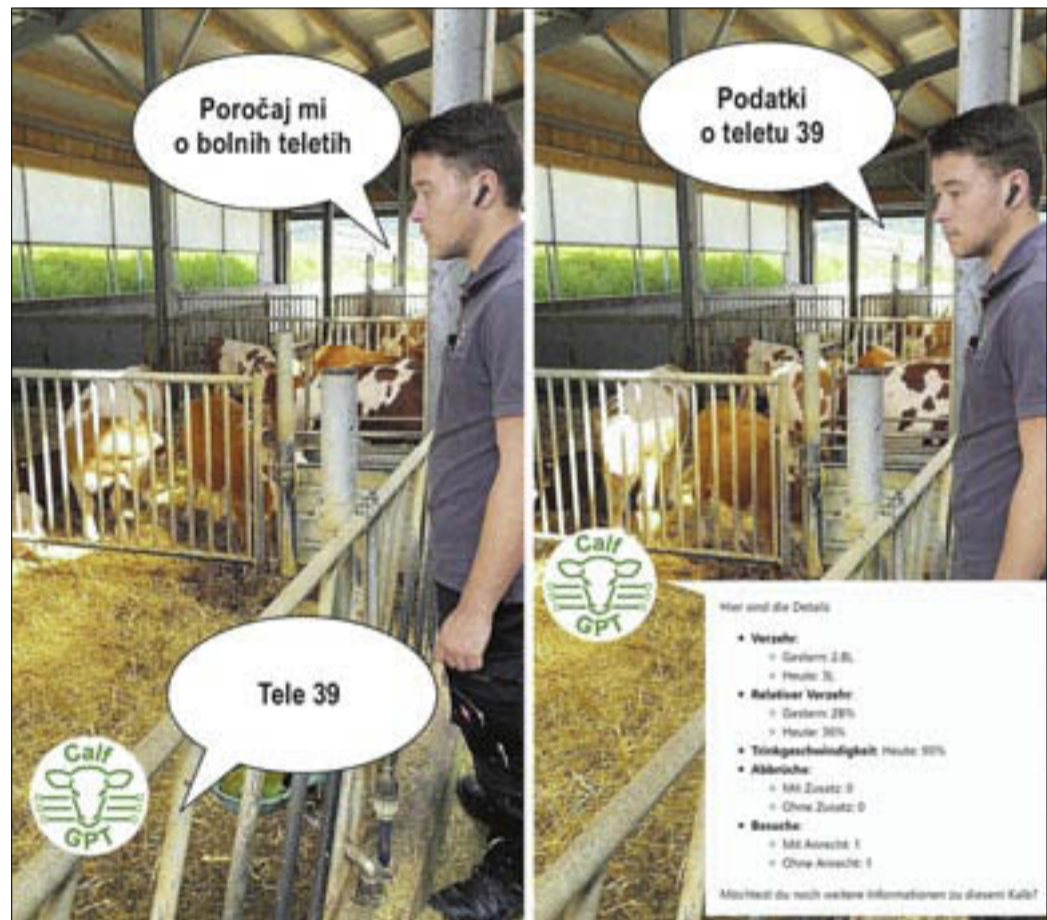 Poročaj mi
o bolnih teletih
Tele 39
Calf
GPT
Podatki
o teletu 39
Calf
GPT
Hier sind die Details
• Verzehr:
○ Gestern: 2.8L
○ Heute: 3L
• Relativer Verzehr:
○ Gestern: 28%
○ Heute: 36%
• Trinkgeschwindigkeit: Heute:
• Abbrüche:
○ Mit Zusatz: 0
○ Ohne Zusatz: 0
• Besuche:
○ Mit Anrecht: 1
○ Ohne Anrecht: 1
Möchtest du noch weitere Informationen zu diesem Kalb?